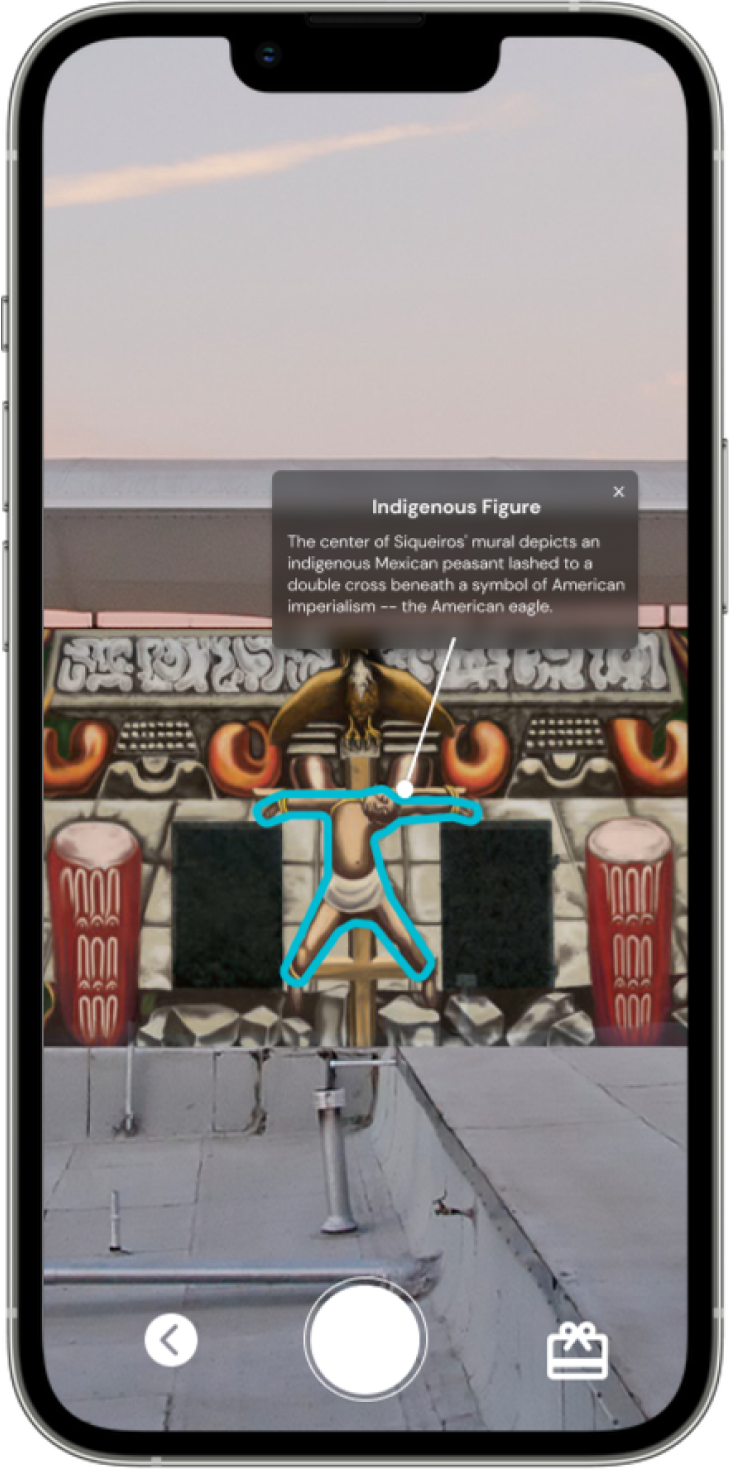 Indigenous Figure
The center of Siqueiros' mural depicts an
indigenous Mexican peasant lashed to a
double cross beneath a symbol of American
imperialism -- the American eagle.